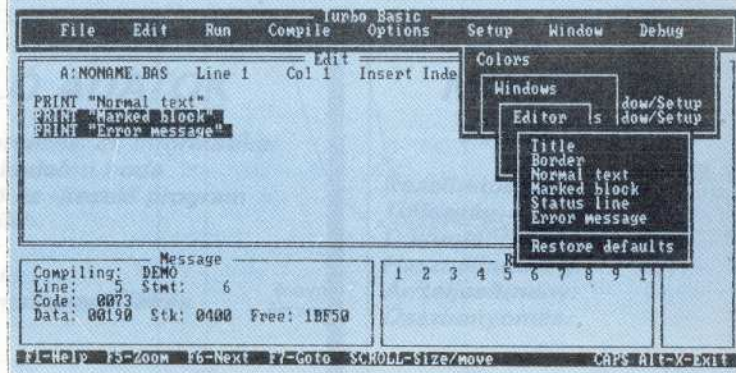 Turbo Basic
File Edit Run Compile Options Setup Window Debug
Edit
A:NONAME.BAS Line 1 Col 1 Insert Inde
PRINT "Normal text"
PRINT "Marked block"
PRINT "Error message"
Colors
Windows
dow/Setup
Editor s dow/Setup
Title
Border
Normal text
Marked block
Status line
Error message
Restore defaults
Message
Compiling: DEMO
Line: 5 Stmt: 6
Code: 0073
Data: 00190 Stk: 0400 Free: 1BF50
R
1 2 3 4 5 6 7 8 9 1
F1-Help F5-Zoom F6-Next F7-Goto SCROLL-Size/move CAPS Alt-X-Exit